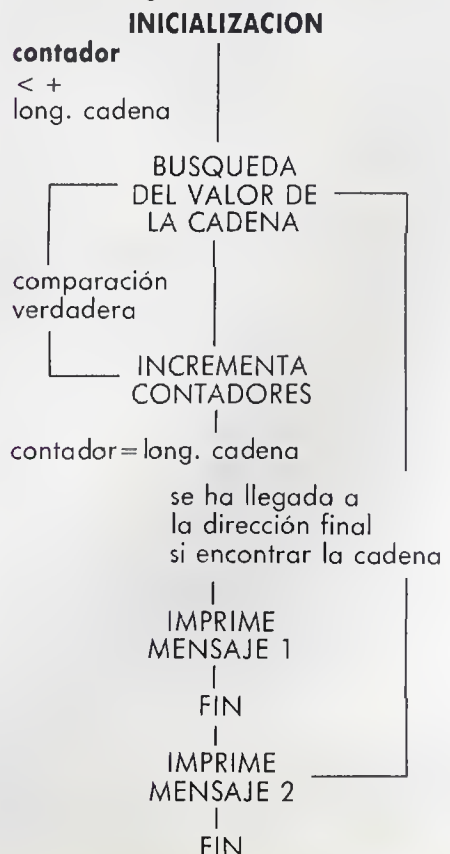 INICIALIZACION
contador
< +
long. cadena
BUSQUEDA
DEL VALOR DE
LA CADENA
comparación
verdadera
INCREMENTA
CONTADORES
contador=long. cadena
se ha llegada a
la dirección final
si encontrar la cadena
IMPRIME
MENSAJE 1
FIN
IMPRIME
MENSAJE 2
FIN